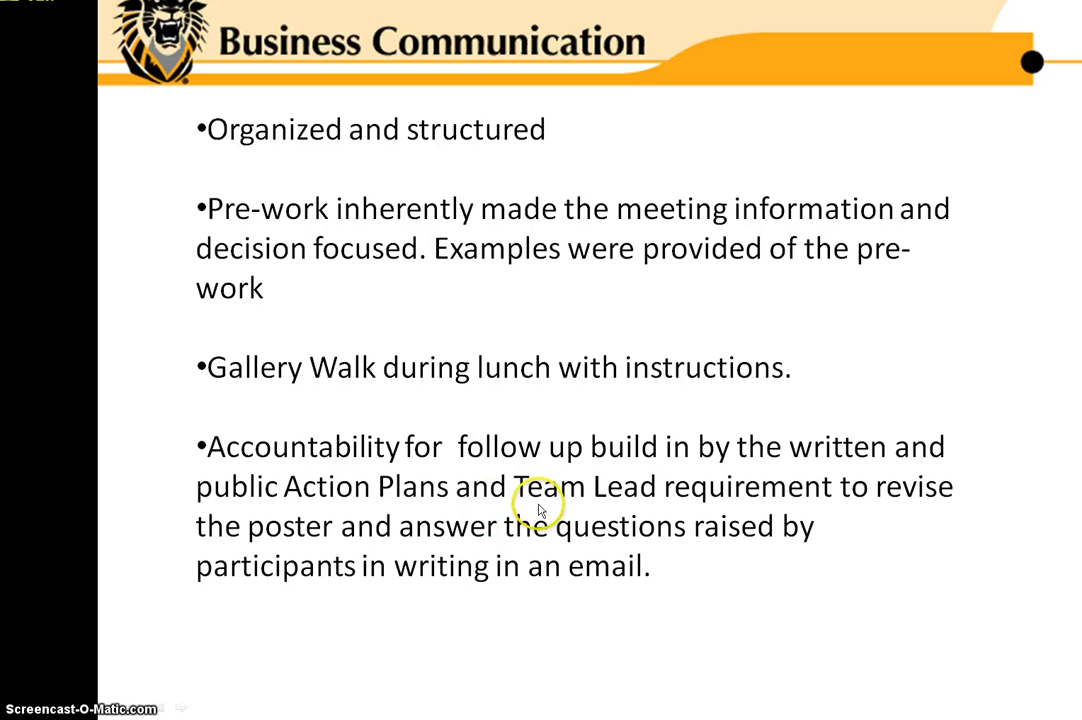 Business Communication
•Organized and structured
•Pre-work inherently made the meeting information and
decision focused. Examples were provided of the pre-
work
•Gallery Walk during lunch with instructions.
•Accountability for  follow up build in by the written and
public Action Plans and Team Lead requirement to revise
the poster and answer the questions raised by
participants in writing in an email.
Screencast-O-Matic.com